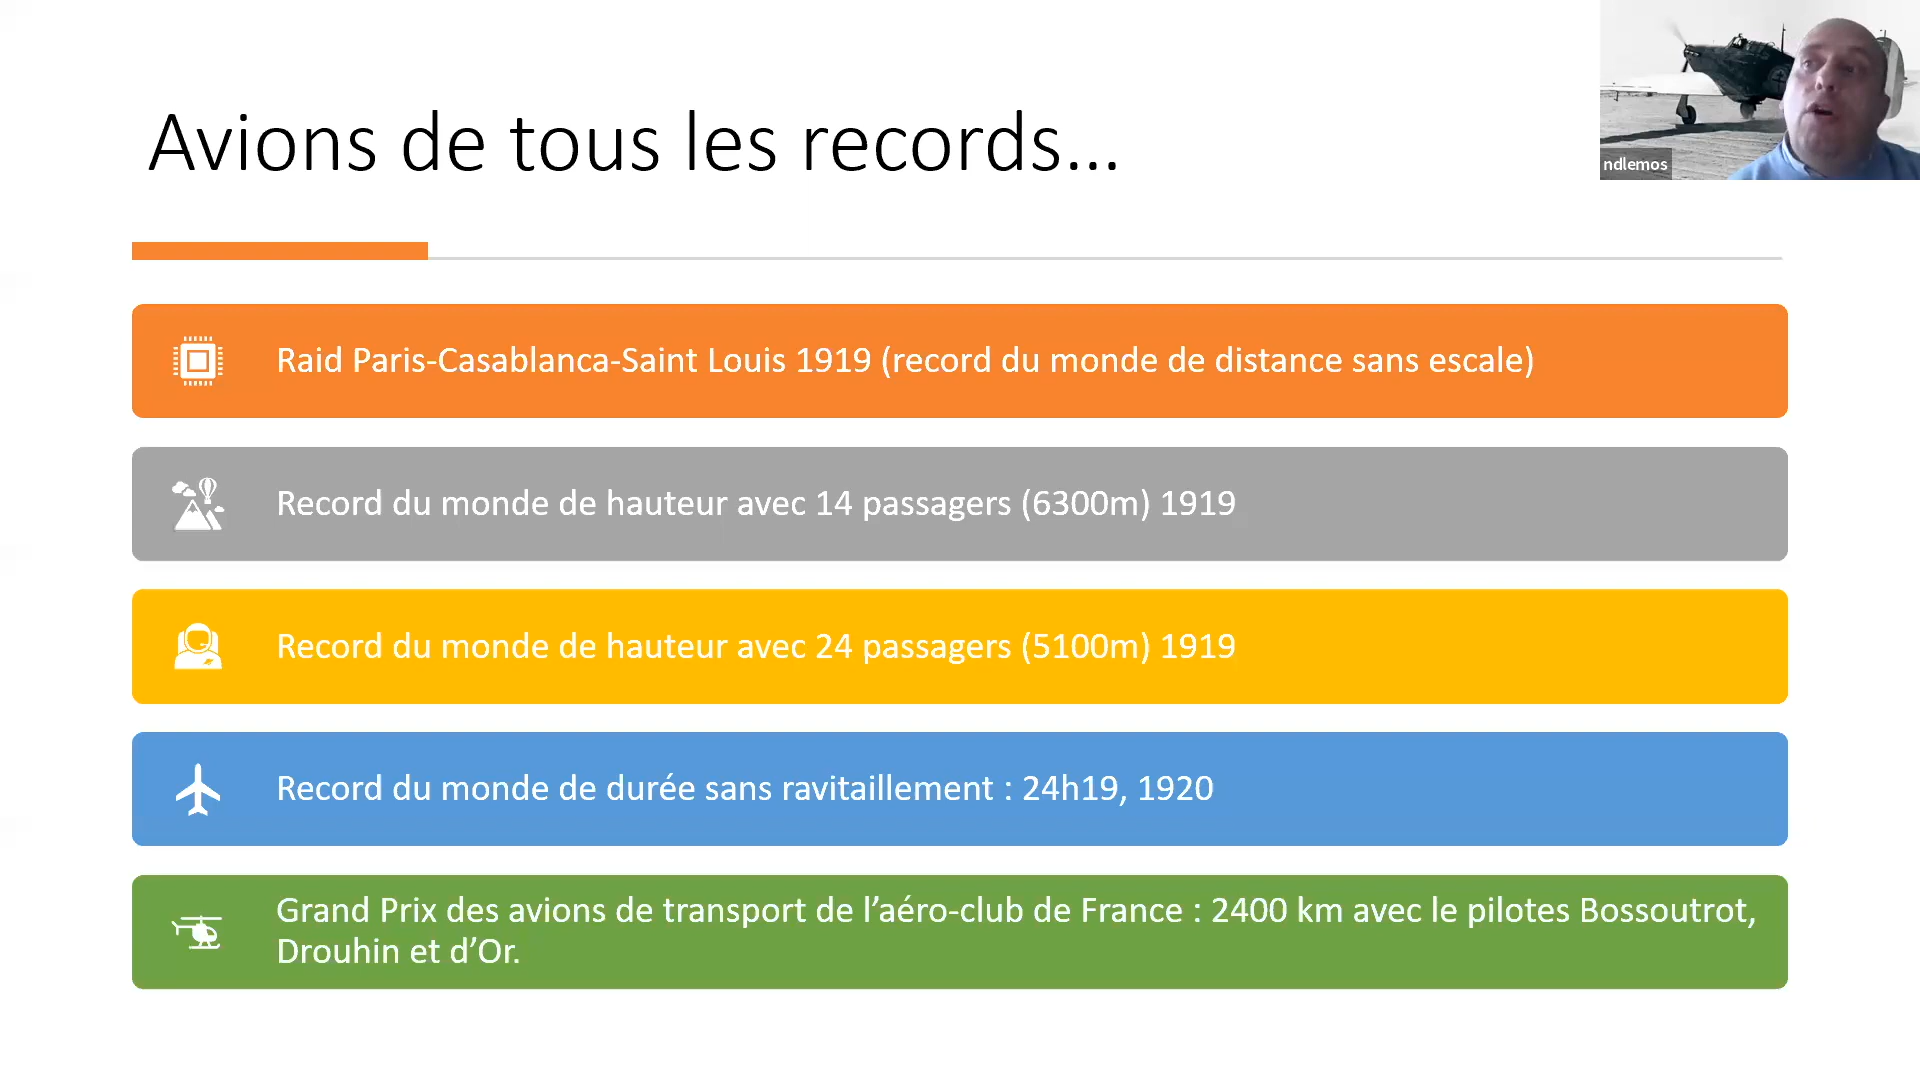 Avions de tous les records…
ndlemos
Raid Paris-Casablanca-Saint Louis 1919 (record du monde de distance sans escale)
Record du monde de hauteur avec 14 passagers (6300m) 1919
Record du monde de hauteur avec 24 passagers (5100m) 1919
Record du monde de durée sans ravitaillement : 24h19, 1920
Grand Prix des avions de transport de l’aéro-club de France : 2400 km avec le pilotes Bossoutrot,
Drouhin et d’Or.